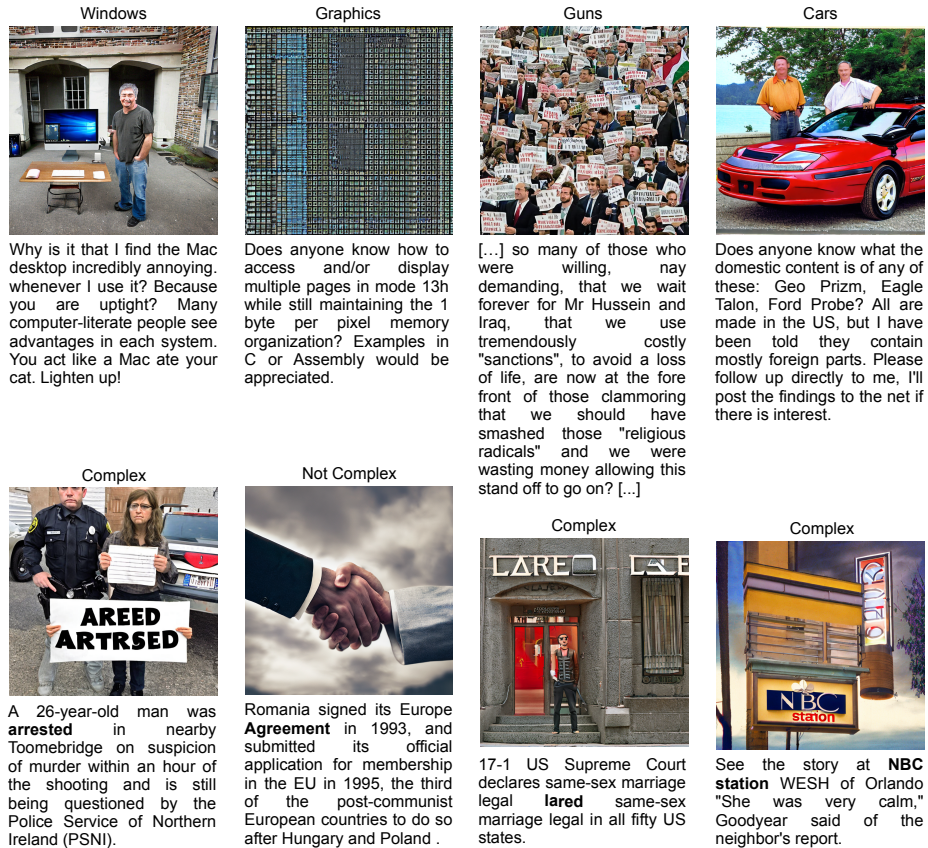 Windows
Graphics
Guns
Cars
Why is it that I find the Mac
desktop incredibly annoying.
whenever I use it? Because
you are uptight? Many
computer-literate people see
advantages in each system.
You act like a Mac ate your
cat. Lighten up!
Does anyone know how to
access and/or display
multiple pages in mode 13h
while still maintaining the 1
byte per pixel memory
organization? Examples in
C or Assembly would be
appreciated.
[…] so many of those who
were willing, nay
demanding, that we wait
forever for Mr Hussein and
Iraq, that we use
tremendously costly
"sanctions", to avoid a loss
of life, are now at the fore
front of those clammoring
that we should have
smashed those "religious
radicals" and we were
wasting money allowing this
stand off to go on? [...]
Does anyone know what the
domestic content is of any of
these: Geo Prizm, Eagle
Talon, Ford Probe? All are
made in the US, but I have
been told they contain
mostly foreign parts. Please
follow up directly to me, I'll
post the findings to the net if
there is interest.
Complex
AREED
ARTRSED
A 26-year-old man was
arrested in nearby
Toomebridge on suspicion
of murder within an hour of
the shooting and is still
being questioned by the
Police Service of Northern
Ireland (PSNI).
Not Complex
Romania signed its Europe
Agreement in 1993, and
submitted its official
application for membership
in the EU in 1995, the third
of the post-communist
European countries to do so
after Hungary and Poland .
Complex
LARE
LALE
17-1 US Supreme Court
declares same-sex marriage
legal lared same-sex
marriage legal in all fifty US
states.
Complex
NBC
station
See the story at NBC
station WESH of Orlando
"She was very calm,"
Goodyear said of the
neighbor's report.